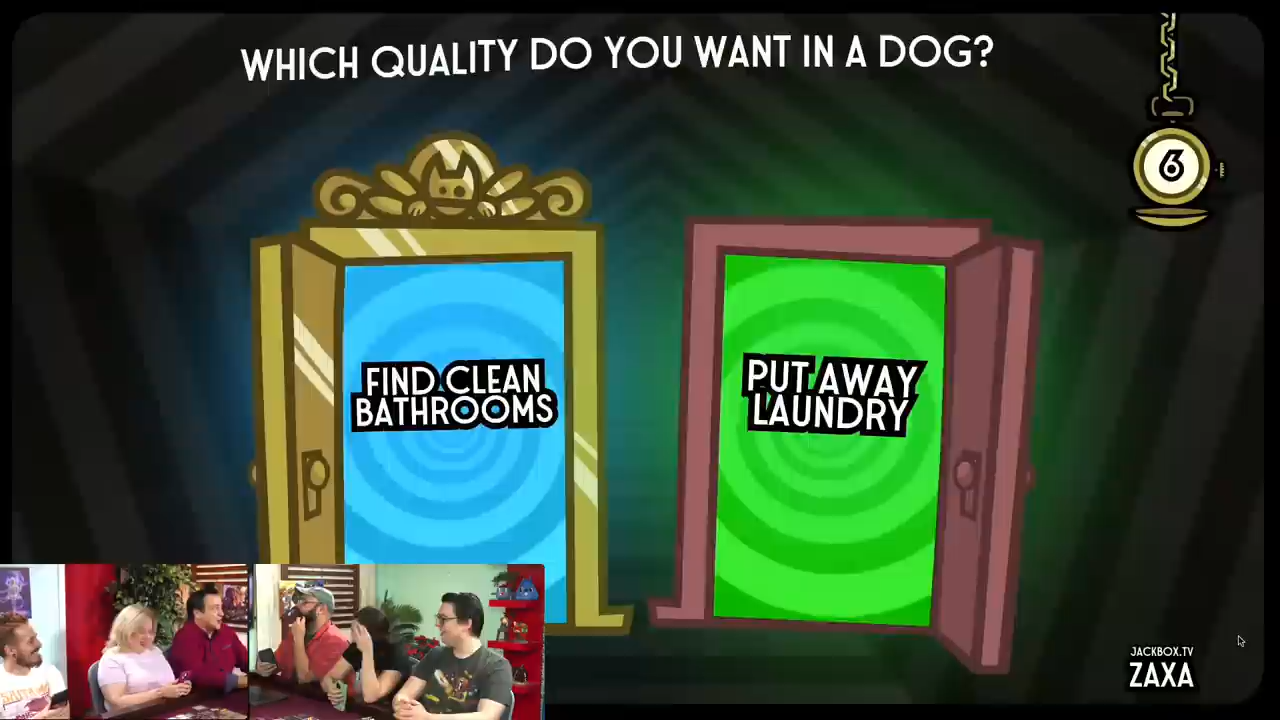 WHICH QUALITY DO YOU WANT IN A DOG?
6
FIND CLEAN
BATHROOMS
PUT AWAY
LAUNDRY
JACKBOX.TV
ZAXA